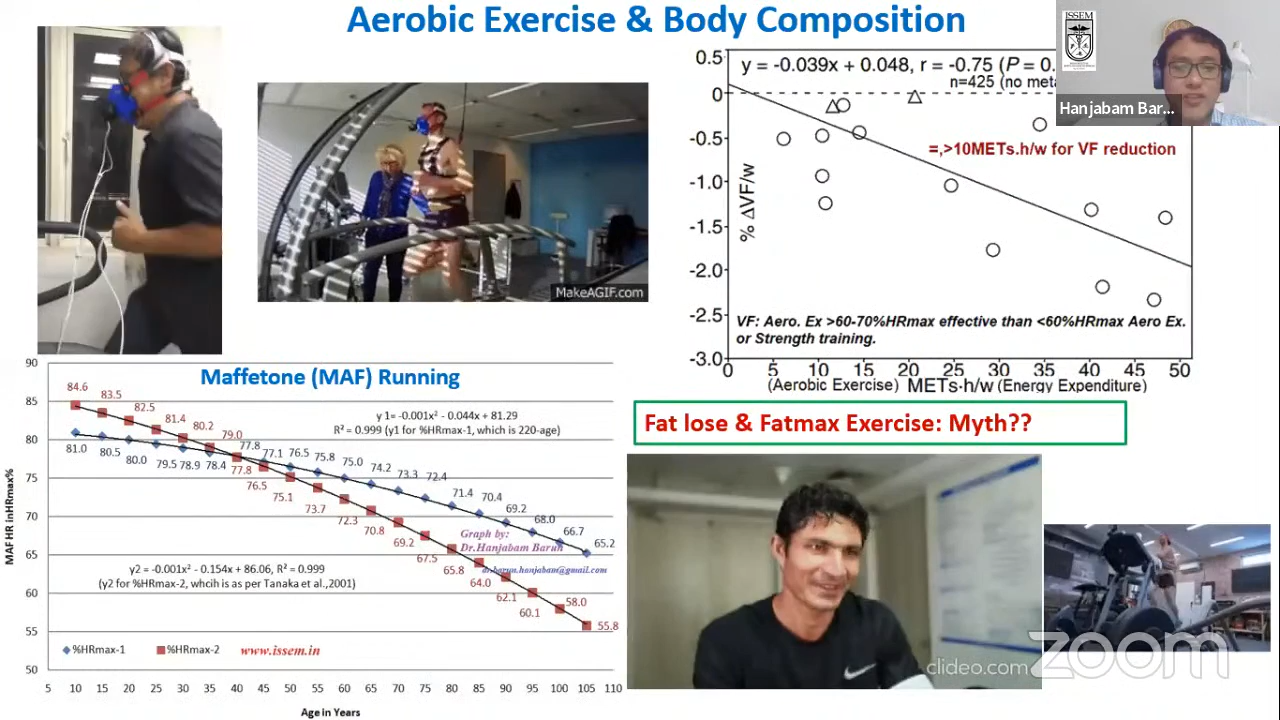 Aerobic Exercise & Body Composition
ISSEM
Hanjabam Bar...
MakeAGIF.com
y = -0.039x + 0.048, r = -0.75 (P = 0.
n=425 (no meta
=,>10METs.h/w for VF reduction
% ΔVF/w
0.5
0
-0.5
-1.0
-1.5
-2.0
-2.5
-3.0
VF: Aero. Ex >60-70%HRmax effective than <60%HRmax Aero Ex.
or Strength training.
0 5 10 15 20 25 30 35 40 45 50
(Aerobic Exercise) METs·h/w (Energy Expenditure)
Maffetone (MAF) Running
MAF HR inHRmax%
90
85
80
75
70
65
60
55
50
84.6 83.5 82.5 81.4 80.2 79.0 77.8 76.5 75.1 73.7 72.3 70.8 69.2 67.5 65.8 64.0 62.1 60.1 58.0 55.8
81.0 80.5 80.0 79.5 78.9 78.4 77.8 77.1 76.5 75.8 75.0 74.2 73.3 72.4 71.4 70.4 69.2 68.0 66.7 65.2
y 1= -0.001x² - 0.044x + 81.29
R² = 0.999 (y1 for %HRmax-1, which is 220-age)
Graph by:
Dr.Hanjabam Barun
dr.barun.hanjabam@gmail.com
y2 = -0.001x² - 0.154x + 86.06, R² = 0.999
(y2 for %HRmax-2, whcih is as per Tanaka et al.,2001)
%HRmax-1 %HRmax-2 www.issem.in
5 10 15 20 25 30 35 40 45 50 55 60 65 70 75 80 85 90 95 100 105 110
Age in Years
Fat lose & Fatmax Exercise: Myth??
clideo.com
zoom